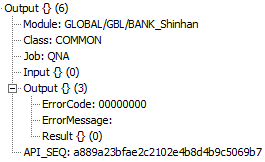 Output {} (6)
Module: GLOBAL/GBL/BANK_Shinhan
Class: COMMON
Job: QNA
Input {} (0)
Output {} (3)
ErrorCode: 00000000
ErrorMessage:
Result {} (0)
API_SEQ: a889a23bfae2c2102e4b8d4b9c5069b7